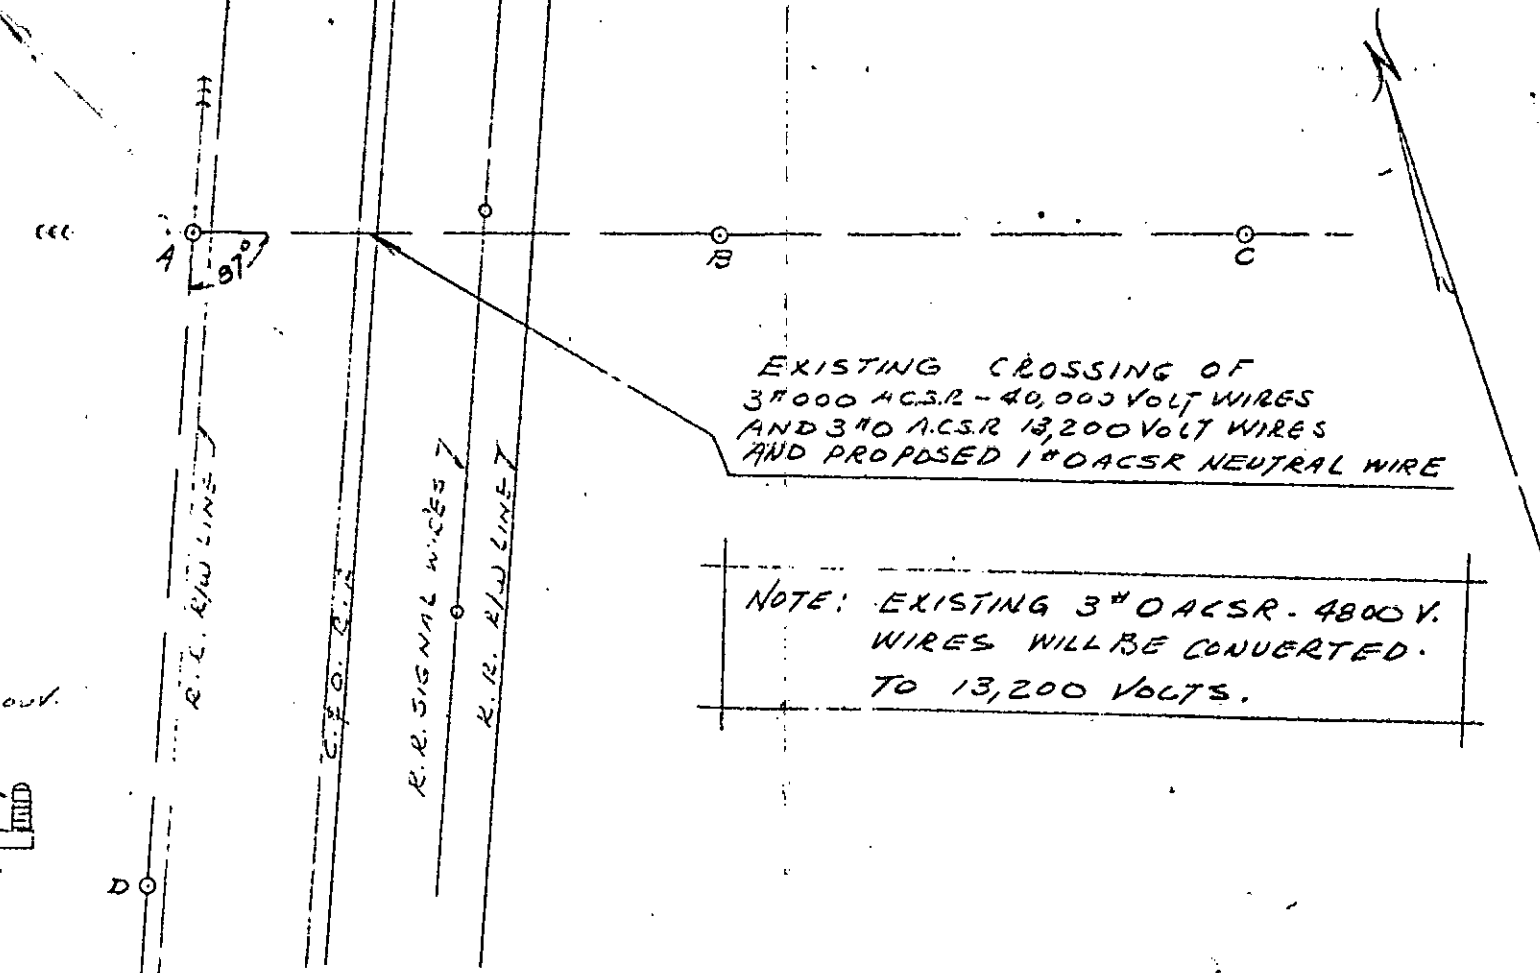 N
A
87°
B
C
EXISTING CROSSING OF
3#000 A.C.S.R - 40,000 VOLT WIRES
AND 3#0 A.C.S.R 13,200 VOLT WIRES
AND PROPOSED 1#0 ACSR NEUTRAL WIRE
R.R. R/W LINE
C. & O. R.R.
R.R. SIGNAL WIRES
R.R. R/W LINE
NOTE: EXISTING 3#0 ACSR. 4800 V.
WIRES WILL BE CONVERTED.
TO 13,200 VOLTS.
D